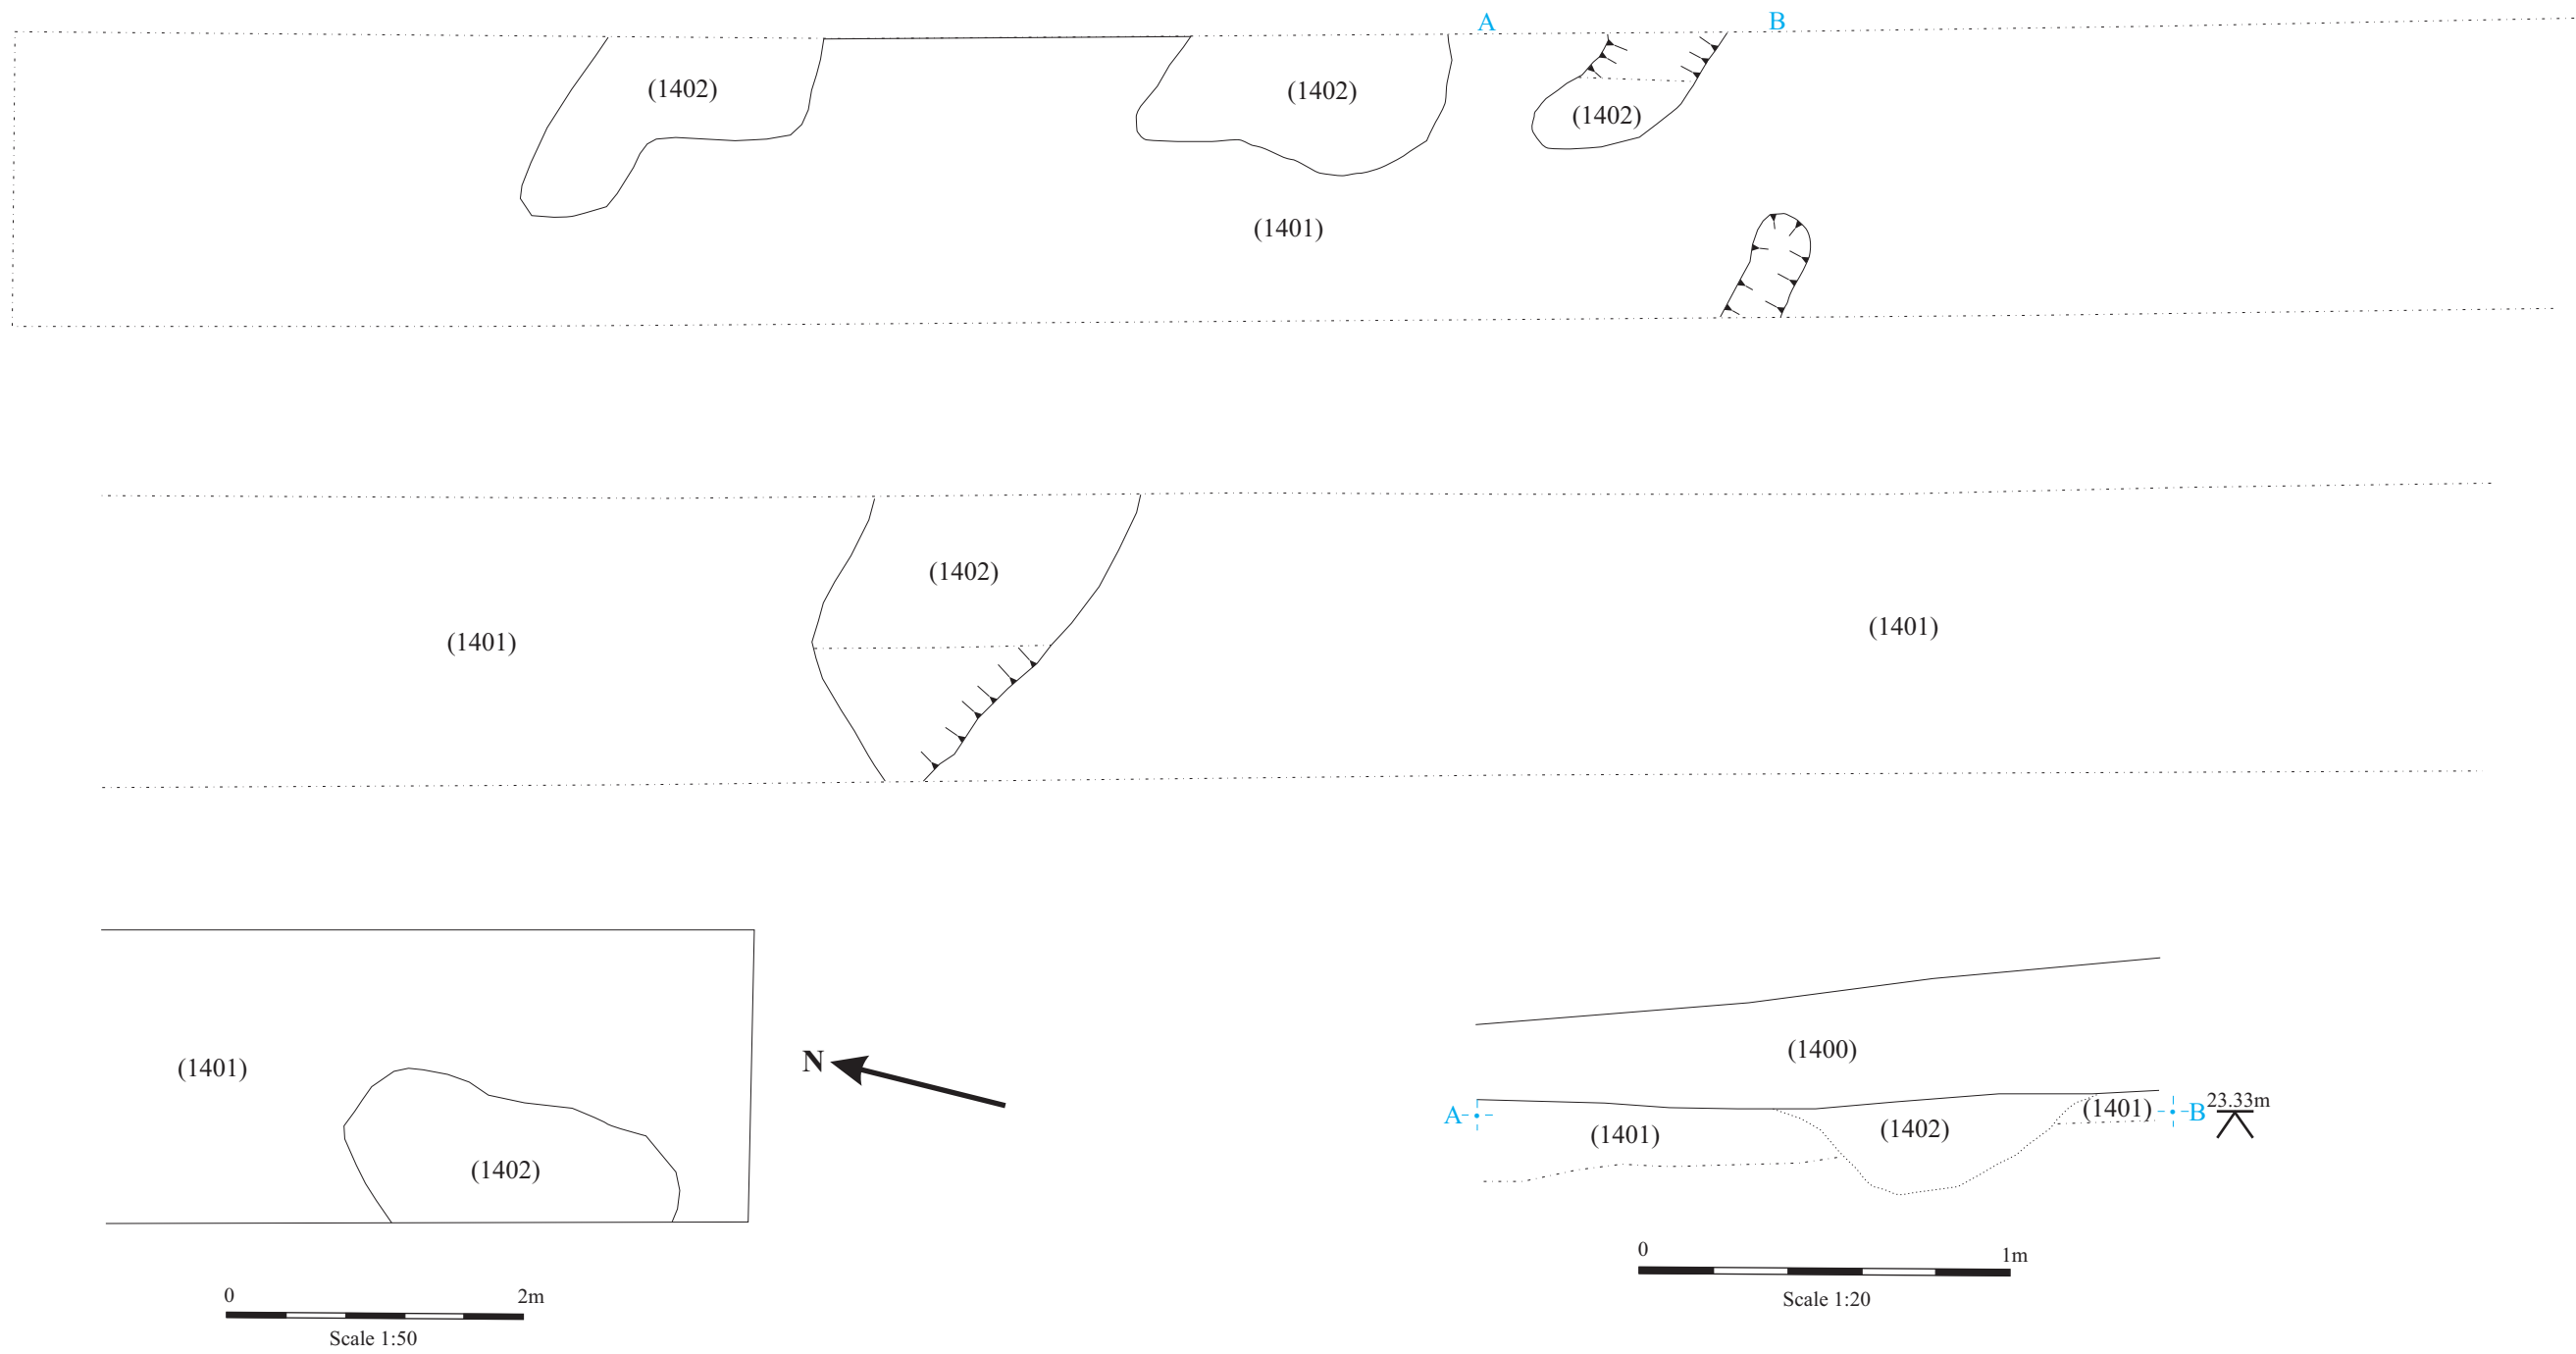 A B
(1402) (1402) (1402)
(1401)
(1402)
(1401) (1401)
(1401)
(1402)
N
0 2m
Scale 1:50
(1400)
A (1401) (1402) (1401) B 23.33m
0 1m
Scale 1:20